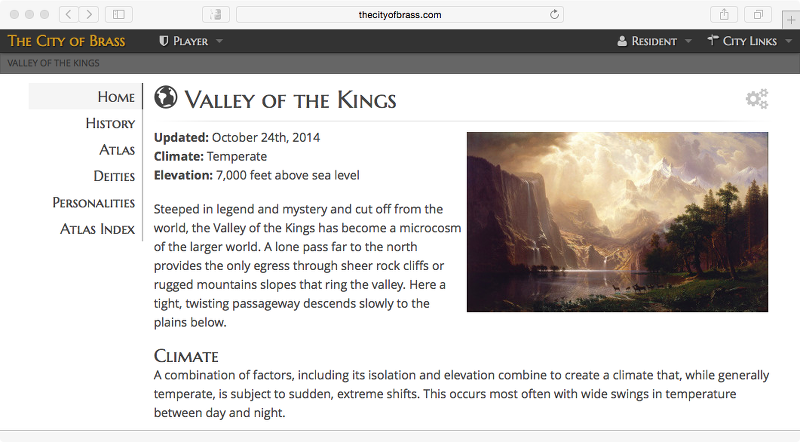 thecityofbrass.com
The City of Brass
Player
Resident
City Links
VALLEY OF THE KINGS
Home
History
Atlas
Deities
Personalities
Atlas Index
Valley of the Kings
Updated: October 24th, 2014
Climate: Temperate
Elevation: 7,000 feet above sea level
Steeped in legend and mystery and cut off from the
world, the Valley of the Kings has become a microcosm
of the larger world. A lone pass far to the north
provides the only egress through sheer rock cliffs or
rugged mountains slopes that ring the valley. Here a
tight, twisting passageway descends slowly to the
plains below.
Climate
A combination of factors, including its isolation and elevation combine to create a climate that, while generally
temperate, is subject to sudden, extreme shifts. This occurs most often with wide swings in temperature
between day and night.